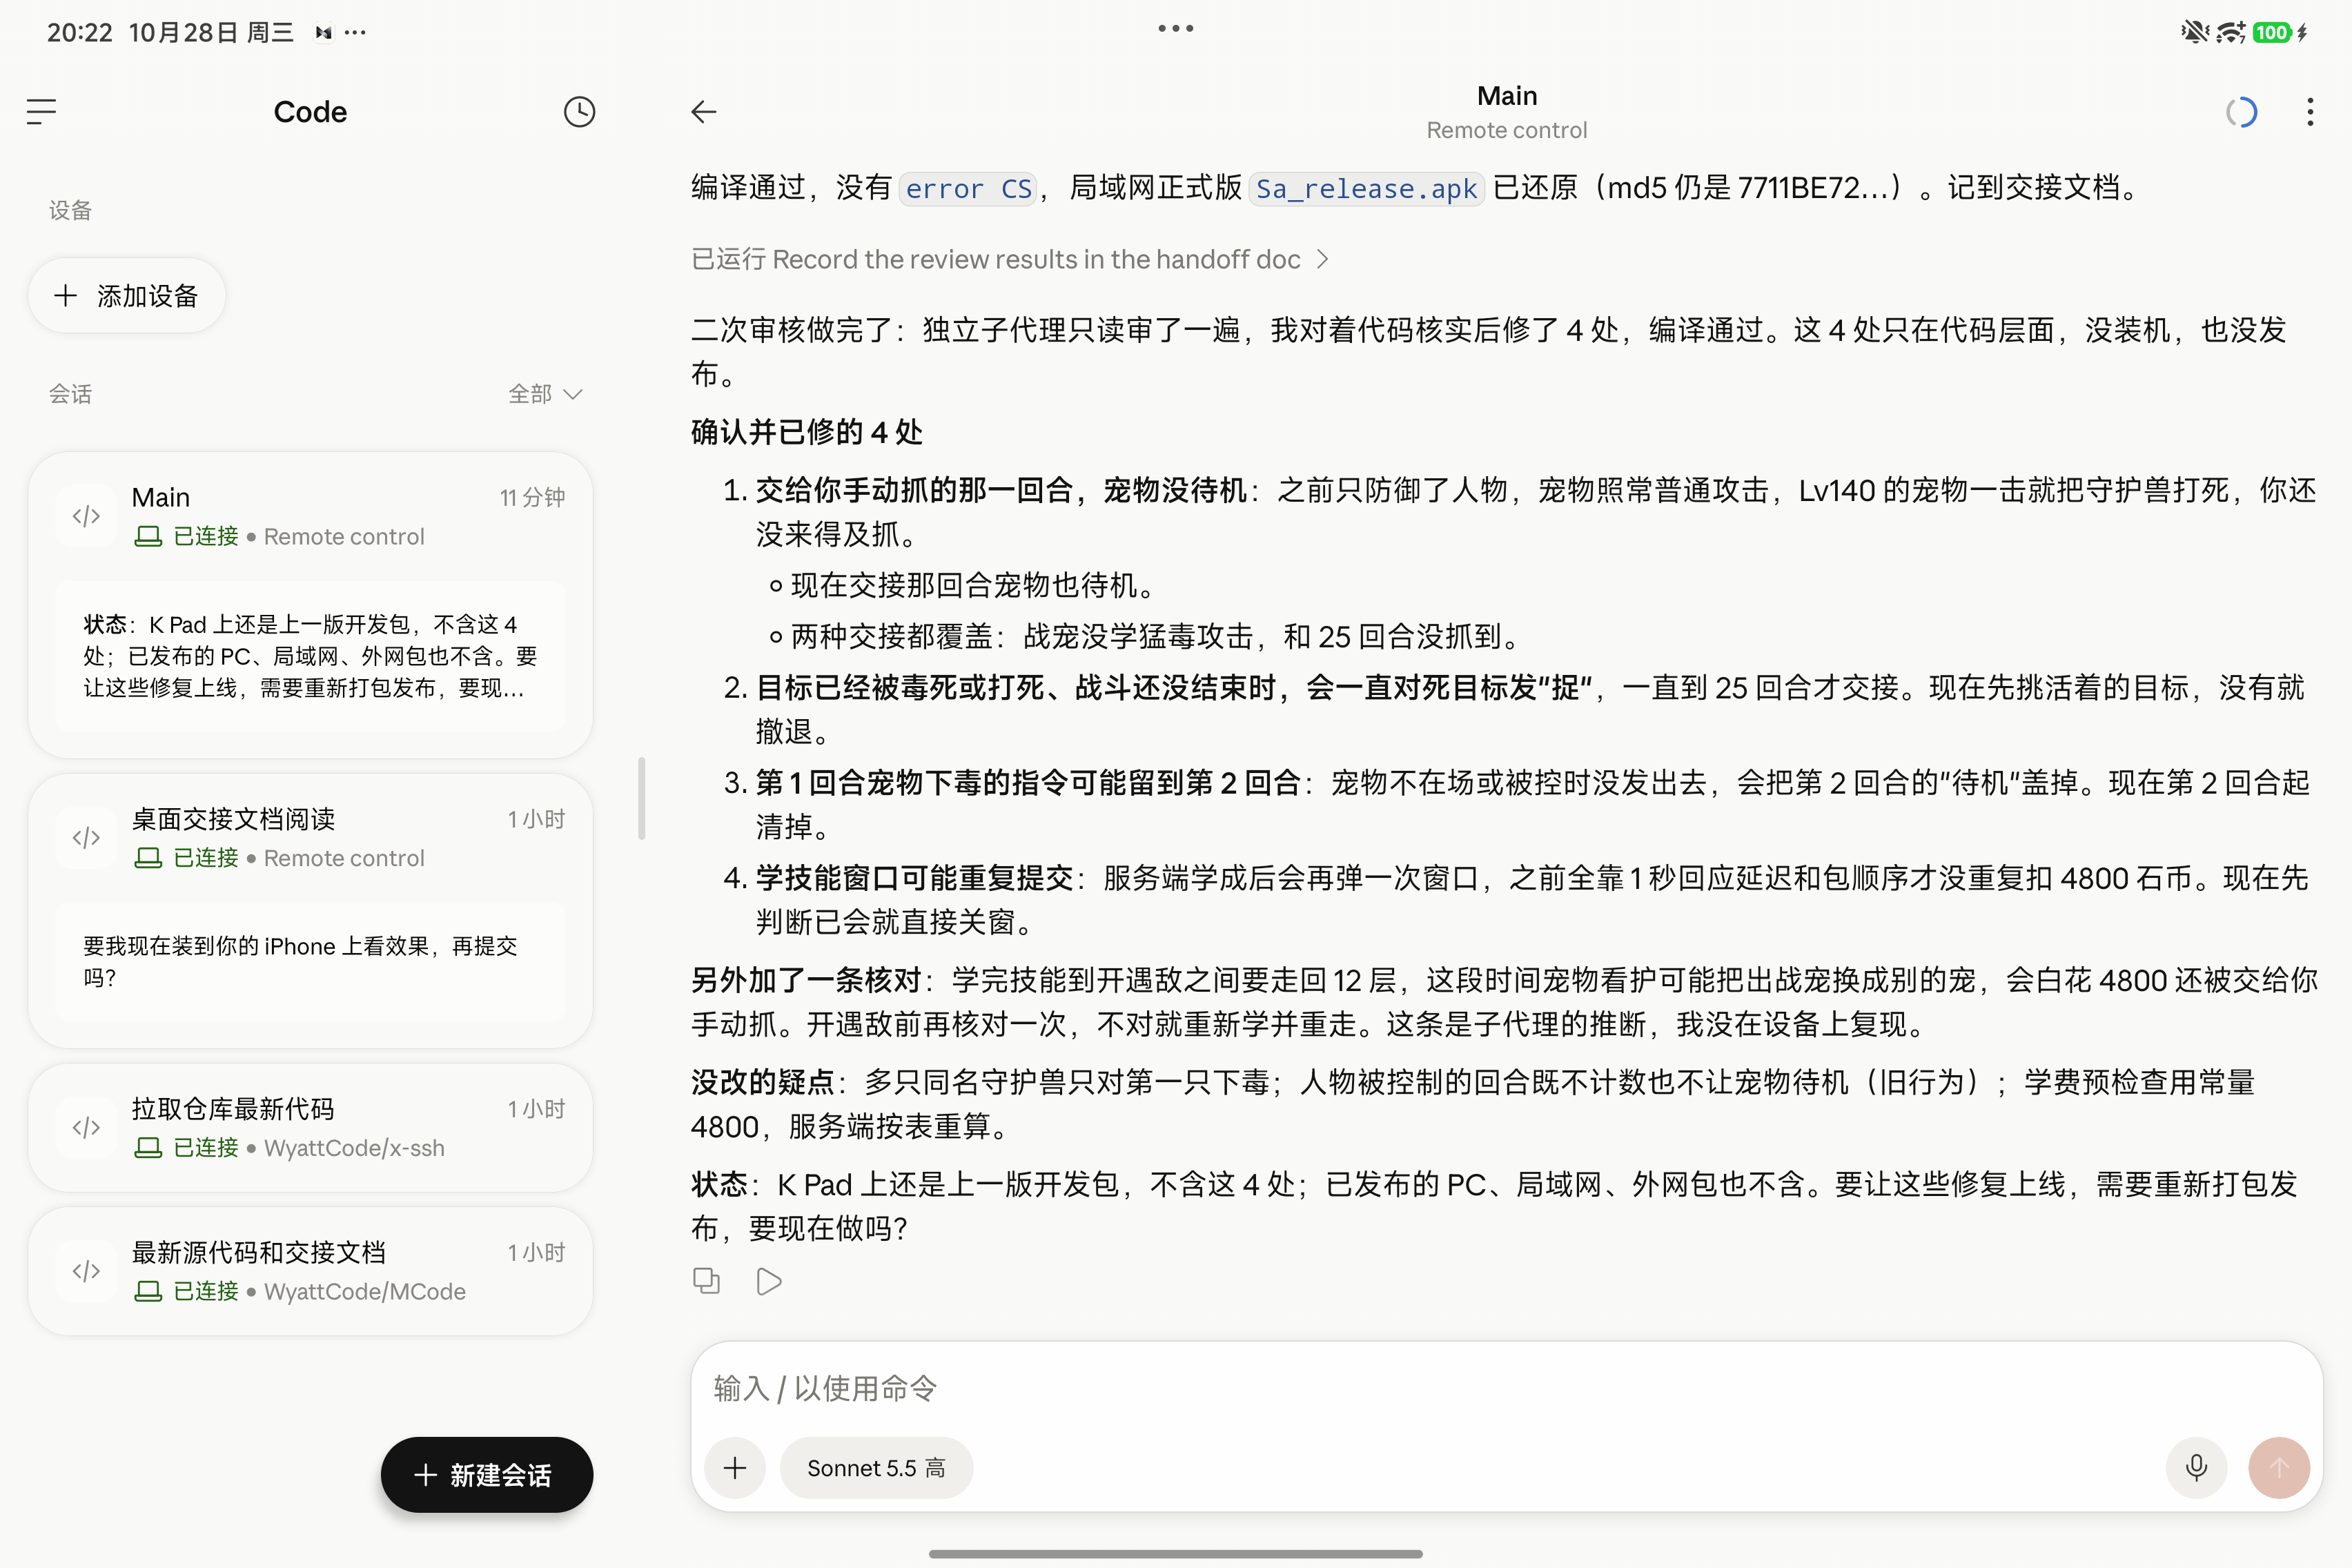 20:22 10月28日 周三
100
Code
设备
添加设备
会话
全部
Main
11 分钟
已连接 • Remote control
状态：K Pad 上还是上一版开发包，不含这 4
处；已发布的 PC、局域网、外网包也不含。要
让这些修复上线，需要重新打包发布，要现...
桌面交接文档阅读
1 小时
已连接 • Remote control
要我现在装到你的 iPhone 上看效果，再提交
吗？
拉取仓库最新代码
1 小时
已连接 • WyattCode/x-ssh
最新源代码和交接文档
1 小时
已连接 • WyattCode/MCode
新建会话
Main
Remote control
编译通过，没有 error CS，局域网正式版 Sa_release.apk 已还原（md5 仍是 7711BE72...）。记到交接文档。
已运行 Record the review results in the handoff doc
二次审核做完了：独立子代理只读审了一遍，我对着代码核实后修了 4 处，编译通过。这 4 处只在代码层面，没装机，也没发
布。
确认并已修的 4 处
1. 交给你手动抓的那一回合，宠物没待机：之前只防御了人物，宠物照常普通攻击，Lv140 的宠物一击就把守护兽打死，你还
没来得及抓。
现在交接那回合宠物也待机。
两种交接都覆盖：战宠没学猛毒攻击，和 25 回合没抓到。
2. 目标已经被毒死或打死、战斗还没结束时，会一直对死目标发"捉"，一直到 25 回合才交接。现在先挑活着的目标，没有就
撤退。
3. 第 1 回合宠物下毒的指令可能留到第 2 回合：宠物不在场或被控时没发出去，会把第 2 回合的"待机"盖掉。现在第 2 回合起
清掉。
4. 学技能窗口可能重复提交：服务端学成后会再弹一次窗口，之前全靠 1 秒回应延迟和包顺序才没重复扣 4800 石币。现在先
判断已会就直接关窗。
另外加了一条核对：学完技能到开遇敌之间要走回 12 层，这段时间宠物看护可能把出战宠换成别的宠，会白花 4800 还被交给你
手动抓。开遇敌前再核对一次，不对就重新学并重走。这条是子代理的推断，我没在设备上复现。
没改的疑点：多只同名守护兽只对第一只下毒；人物被控制的回合既不计数也不让宠物待机（旧行为）；学费预检查用常量
4800，服务端按表重算。
状态：K Pad 上还是上一版开发包，不含这 4 处；已发布的 PC、局域网、外网包也不含。要让这些修复上线，需要重新打包发
布，要现在做吗？
输入 / 以使用命令
Sonnet 5.5 高